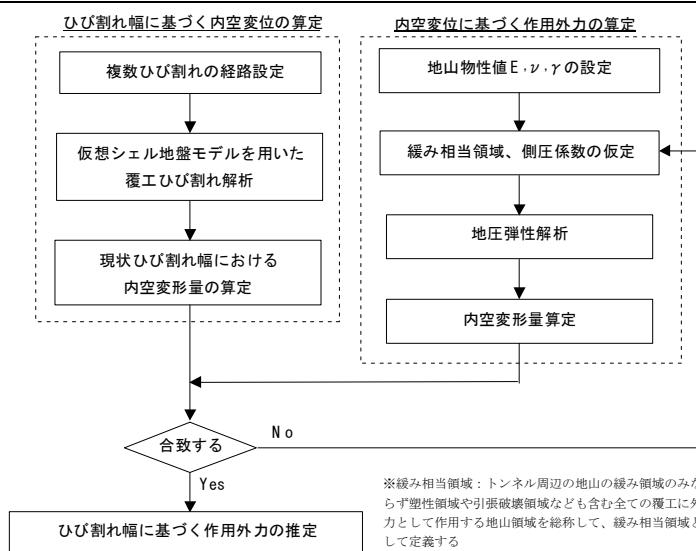 ひび割れ幅に基づく内空変位の算定
複数ひび割れの経路設定
仮想シェル地盤モデルを用いた
覆工ひび割れ解析
現状ひび割れ幅における
内空変形量の算定
内空変位に基づく作用外力の算定
地山物性値E,ν,γの設定
緩み相当領域、側圧係数の仮定
地圧弾性解析
内空変形量算定
合致する
No
Yes
ひび割れ幅に基づく作用外力の推定
※緩み相当領域：トンネル周辺の地山の緩み領域のみな
らず塑性領域や引張破壊領域なども含む全ての覆工に外
力として作用する地山領域を総称して、緩み相当領域と
して定義する